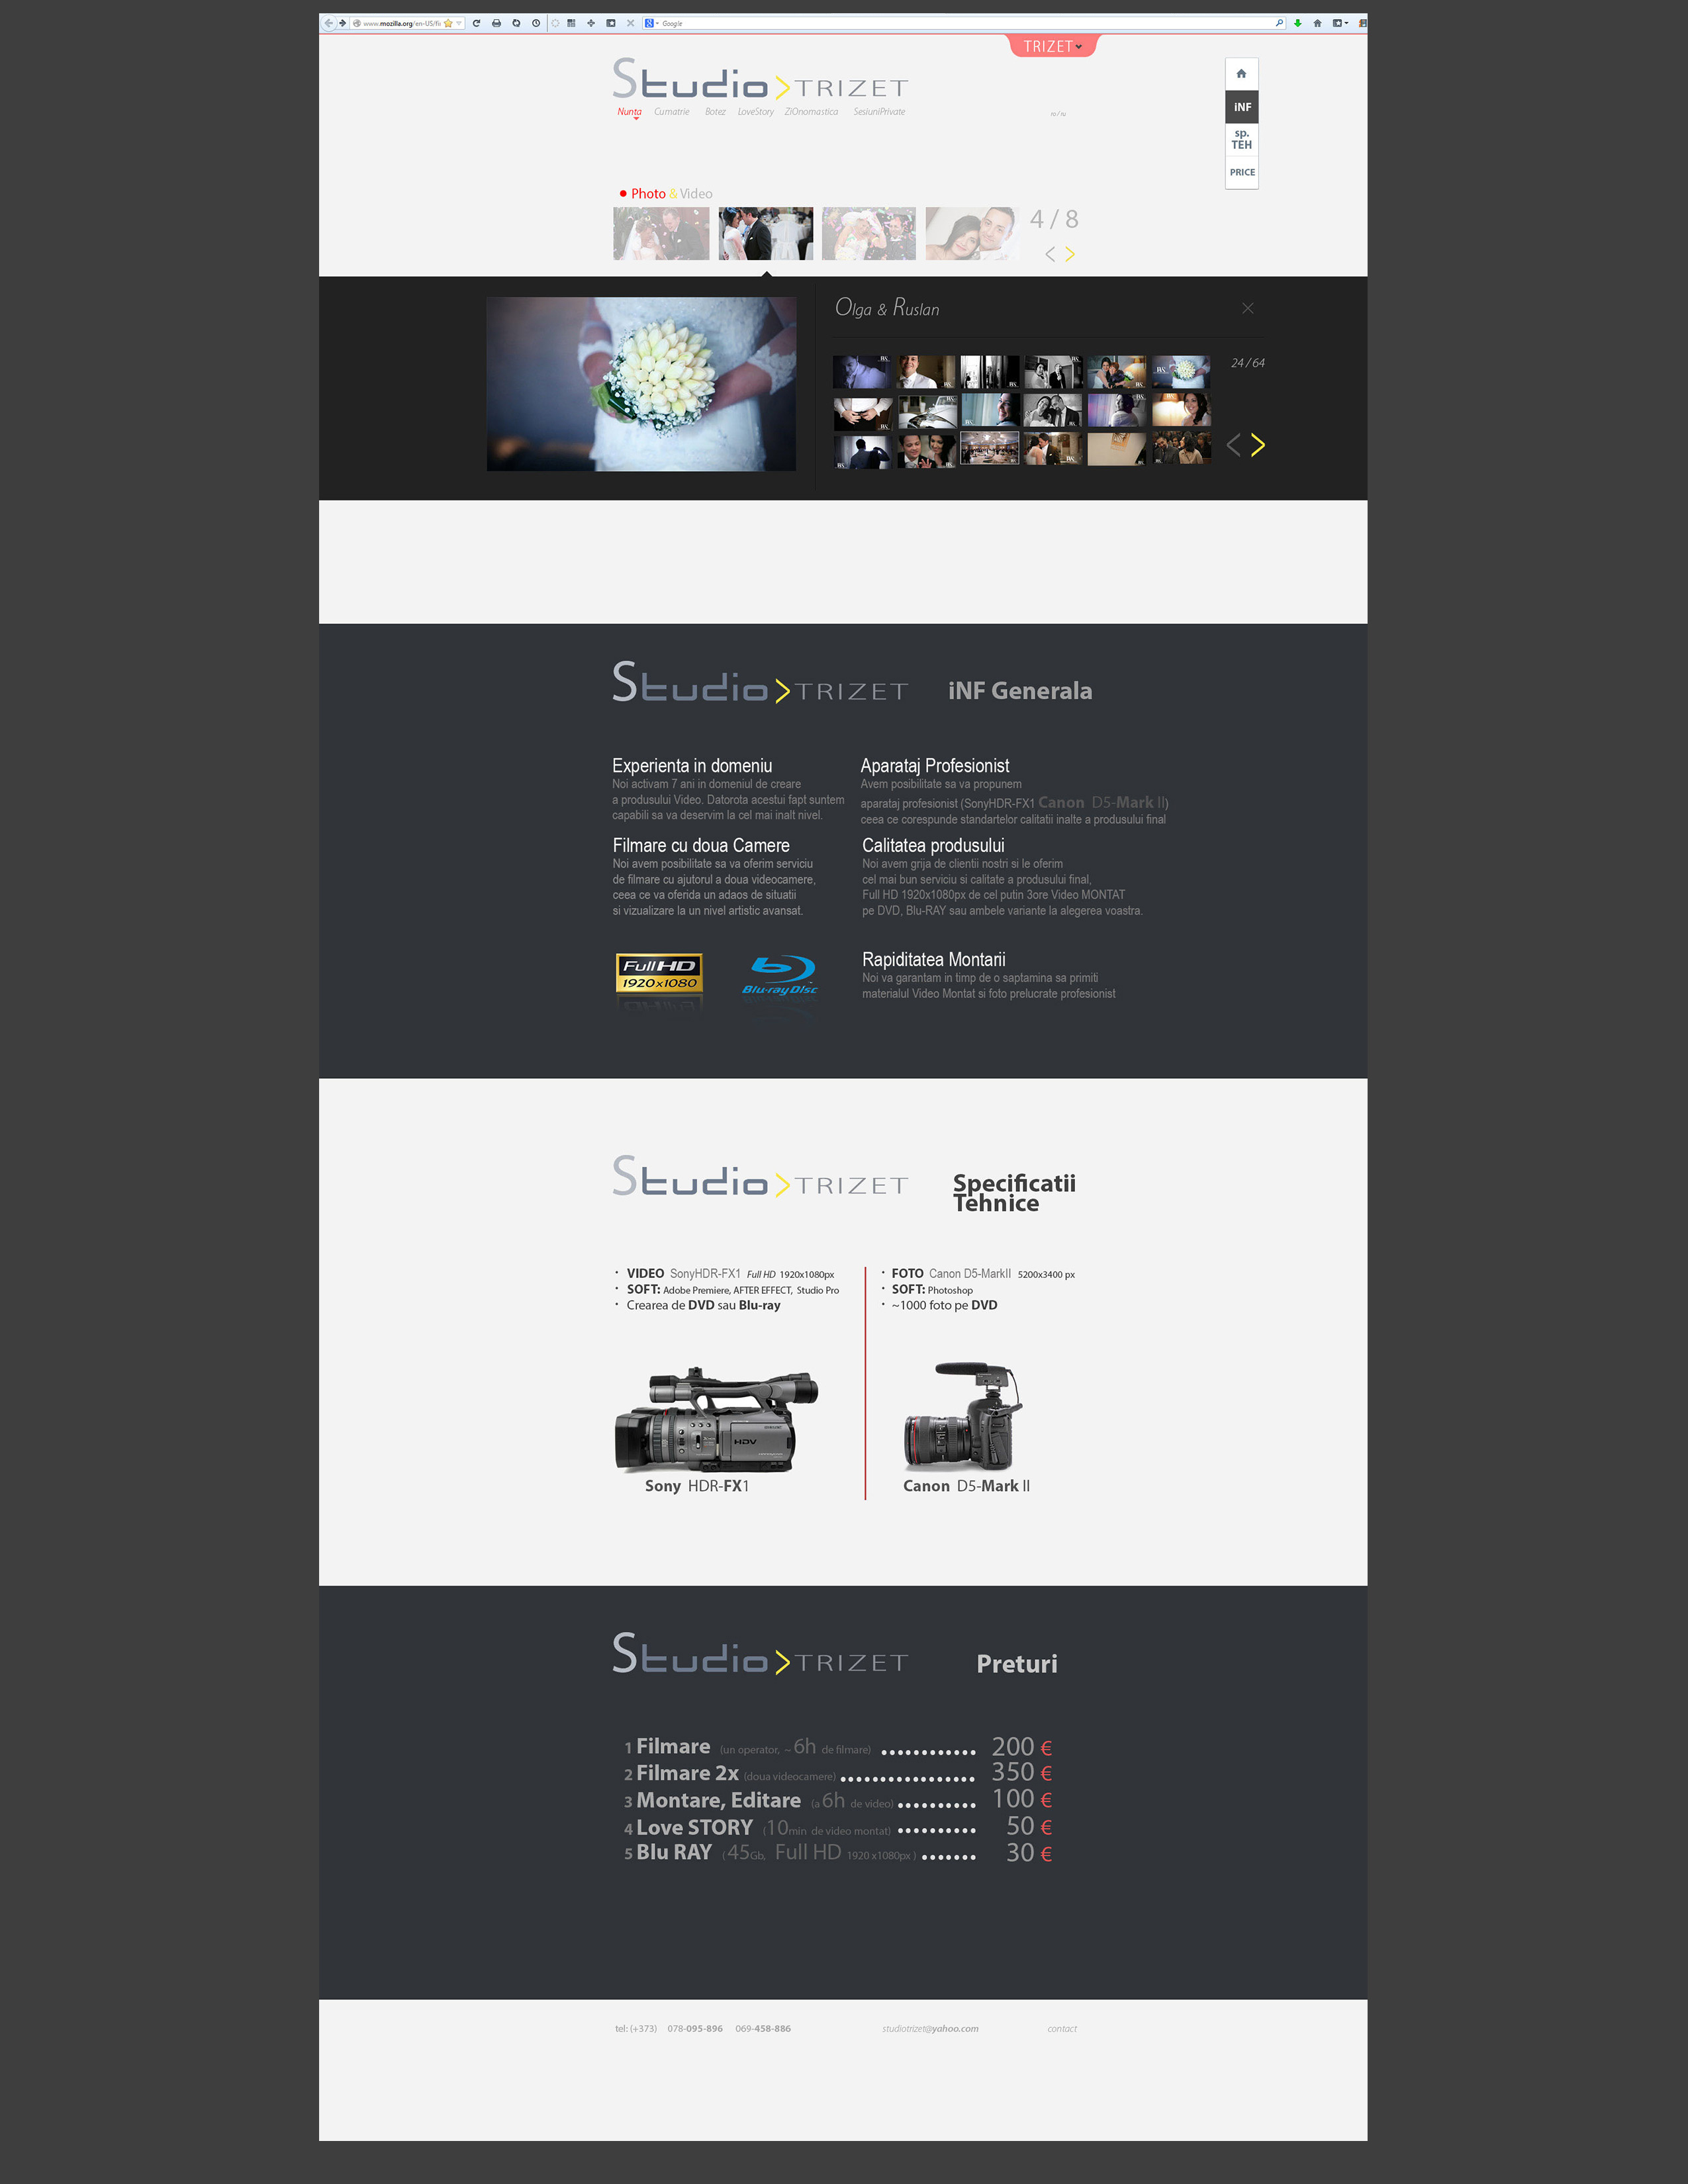 www.mozilla.org/en-US/fi
Google
TRIZET
Studio > TRIZET
Nunta Cumatrie Botez LoveStory ZiOnomastica SesiuniPrivate
ro / ru
iNF
sp.
TEH
PRICE
Photo & Video
4 / 8
Olga & Ruslan
24 / 64
Studio > TRIZET iNF Generala
Experienta in domeniu
Noi activam 7 ani in domeniul de creare
a produsului Video. Datorota acestui fapt suntem
capabili sa va deservim la cel mai inalt nivel.
Aparataj Profesionist
Avem posibilitate sa va propunem
aparataj profesionist (SonyHDR-FX1 Canon D5-Mark II)
ceea ce corespunde standartelor calitatii inalte a produsului final
Filmare cu doua Camere
Noi avem posibilitate sa va oferim serviciu
de filmare cu ajutorul a doua videocamere,
ceea ce va oferida un adaos de situatii
si vizualizare la un nivel artistic avansat.
Calitatea produsului
Noi avem grija de clientii nostri si le oferim
cel mai bun serviciu si calitate a produsului final,
Full HD 1920x1080px de cel putin 3ore Video MONTAT
pe DVD, Blu-RAY sau ambele variante la alegerea voastra.
Full HD
1920x1080
Blu-ray Disc
Rapiditatea Montarii
Noi va garantam in timp de o saptamina sa primiti
materialul Video Montat si foto prelucrate profesionist
Studio > TRIZET
Specificatii
Tehnice
· VIDEO SonyHDR-FX1 Full HD 1920x1080px
· SOFT: Adobe Premiere, AFTER EFFECT, Studio Pro
· Crearea de DVD sau Blu-ray
· FOTO Canon D5-MarkII 5200x3400 px
· SOFT: Photoshop
· ~1000 foto pe DVD
HDV
Sony HDR-FX1
Canon D5-Mark II
Studio > TRIZET Preturi
1 Filmare (un operator, ~ 6h de filmare) ............ 200 €
2 Filmare 2x (doua videocamere) ................. 350 €
3 Montare, Editare (a 6h de video) .......... 100 €
4 Love STORY (10min de video montat) .......... 50 €
5 Blu RAY ( 45Gb, Full HD 1920 x1080px ) ....... 30 €
tel: (+373) 078-095-896 069-458-886 studiotrizet@yahoo.com contact